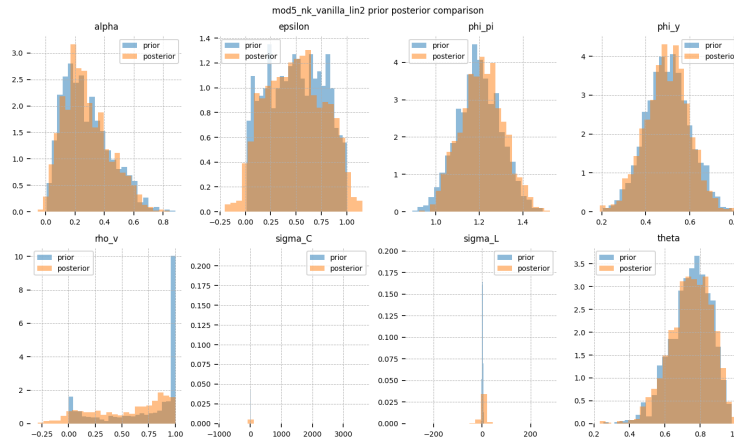 mod5_nk_vanilla_lin2 prior posterior comparison
alpha
epsilon
phi_pi
phi_y
3.0
2.5
2.0
1.5
1.0
0.5
0.0
0.0 0.2 0.4 0.6 0.8
prior
posterior
1.4
1.2
1.0
0.8
0.6
0.4
0.2
0.0
−0.25 0.00 0.25 0.50 0.75 1.00
prior
posterior
4
3
2
1
0
1.0 1.2 1.4
prior
posterior
5
4
3
2
1
0
0.2 0.4 0.6 0.8
prior
posterior
rho_v
sigma_C
sigma_L
theta
10
8
6
4
2
0
−0.25 0.00 0.25 0.50 0.75 1.00
prior
posterior
0.200
0.175
0.150
0.125
0.100
0.075
0.050
0.025
0.000
−1000 0 1000 2000 3000
prior
posterior
0.200
0.175
0.150
0.125
0.100
0.075
0.050
0.025
0.000
−200 0 200
prior
posterior
3.5
3.0
2.5
2.0
1.5
1.0
0.5
0.0
0.2 0.4 0.6 0.8
prior
posterior